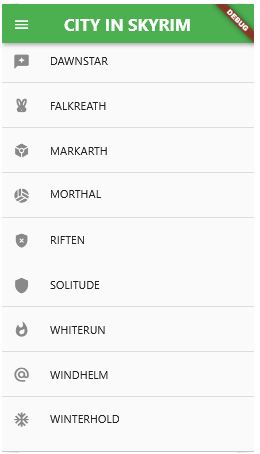 CITY IN SKYRIM
DEBUG
DAWNSTAR
FALKREATH
MARKARTH
MORTHAL
RIFTEN
SOLITUDE
WHITERUN
WINDHELM
WINTERHOLD